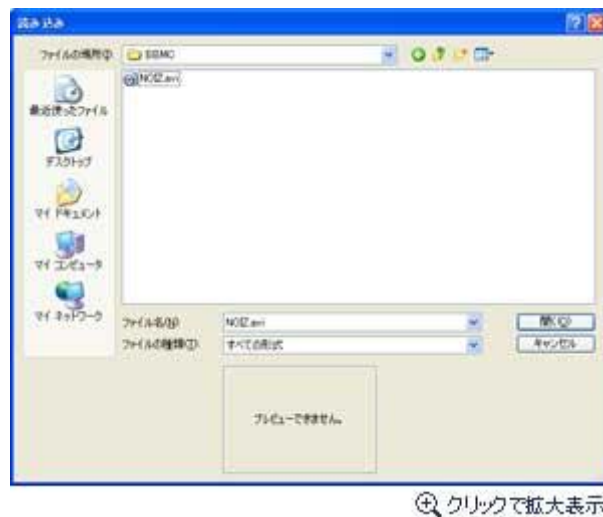 読み込み
ファイルの場所(I):
NOIZ.avi
最近使ったファイル
デスクトップ
マイ ドキュメント
マイ コンピュータ
マイ ネットワーク
ファイル名(N):
NOIZ.avi
開く(O)
ファイルの種類(T):
すべての形式
キャンセル
プレビューできません。
クリックで拡大表示